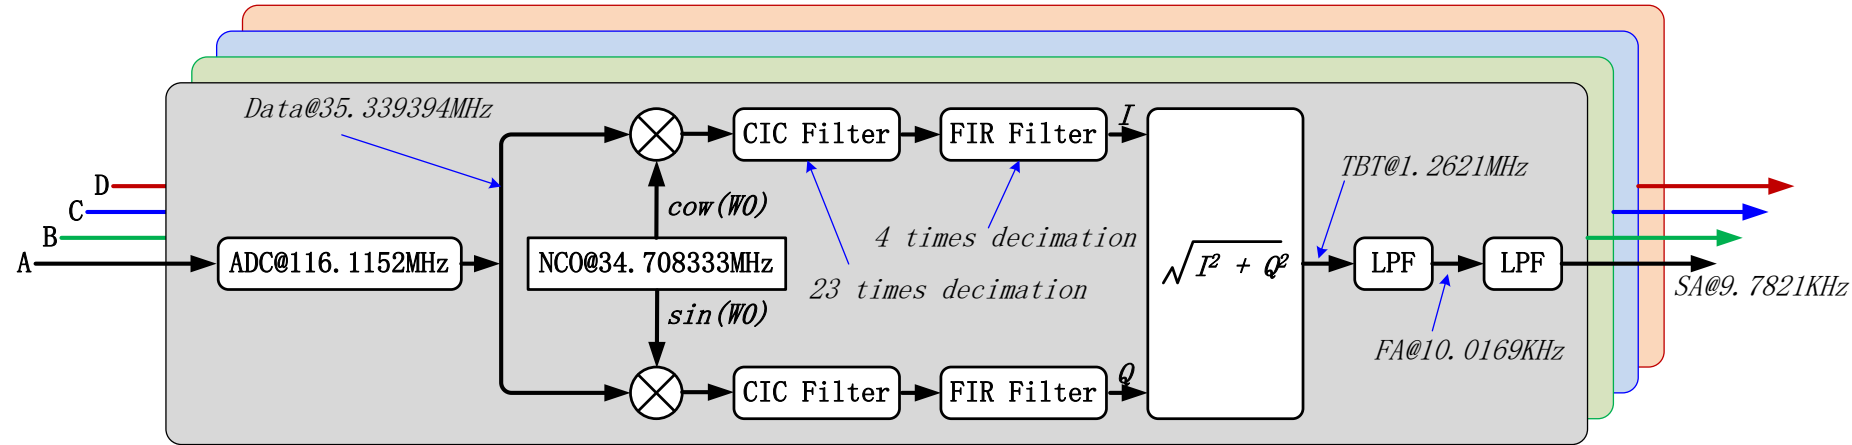 Data@35.339394MHz
CIC Filter
FIR Filter
I
TBT@1.2621MHz
D
C
cow(W0)
B
4 times decimation
A
ADC@116.1152MHz
NCO@34.708333MHz
√I² + Q²
LPF
LPF
23 times decimation
SA@9.7821KHz
sin(W0)
FA@10.0169KHz
CIC Filter
FIR Filter
Q